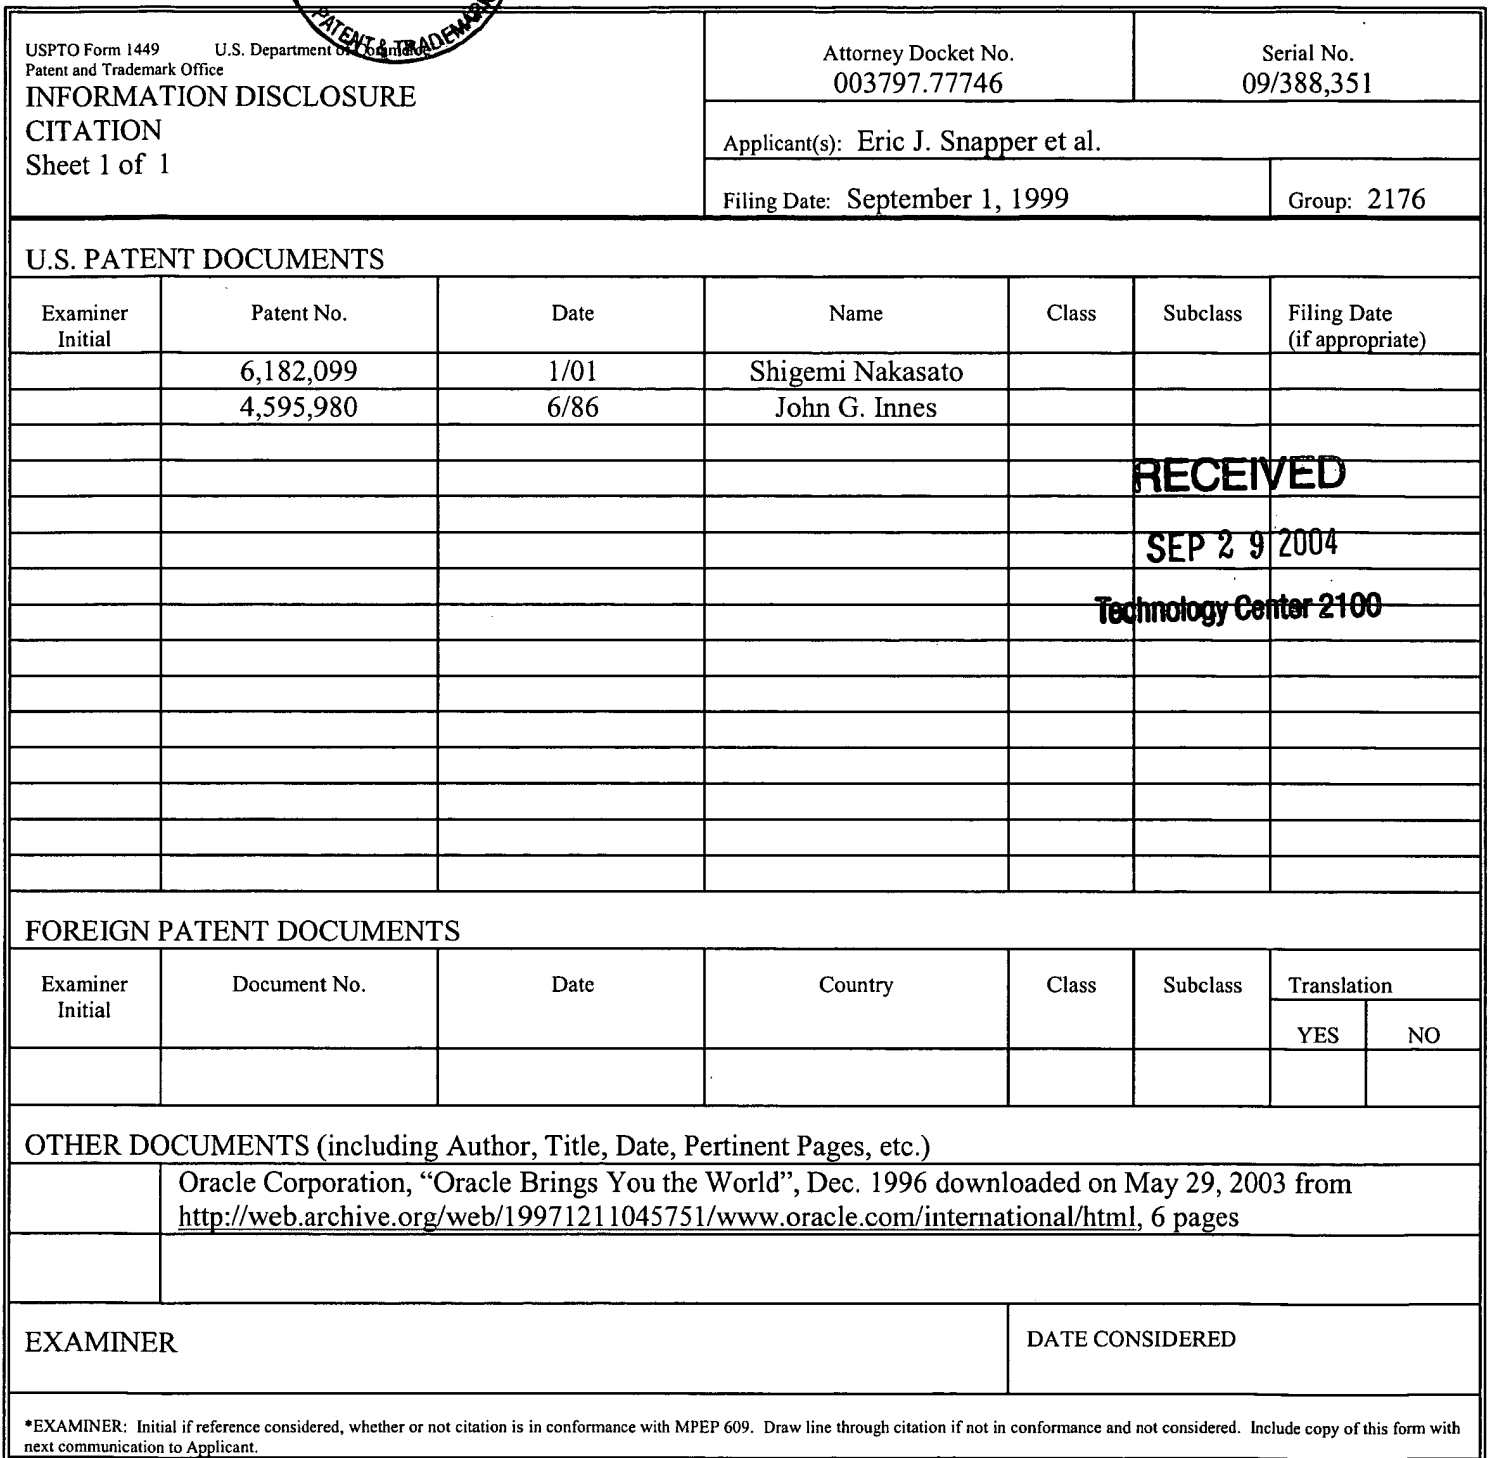 PATENT & TRADEMARK
USPTO Form 1449 U.S. Department of Commerce
Patent and Trademark Office
INFORMATION DISCLOSURE
CITATION
Sheet 1 of 1
Attorney Docket No.
003797.77746
Serial No.
09/388,351
Applicant(s): Eric J. Snapper et al.
Filing Date: September 1, 1999
Group: 2176
U.S. PATENT DOCUMENTS
Examiner Initial Patent No. Date Name Class Subclass Filing Date (if appropriate)
6,182,099 1/01 Shigemi Nakasato
4,595,980 6/86 John G. Innes
RECEIVED
SEP 29 2004
Technology Center 2100
FOREIGN PATENT DOCUMENTS
Examiner Initial Document No. Date Country Class Subclass Translation
YES NO
OTHER DOCUMENTS (including Author, Title, Date, Pertinent Pages, etc.)
Oracle Corporation, “Oracle Brings You the World”, Dec. 1996 downloaded on May 29, 2003 from
http://web.archive.org/web/19971211045751/www.oracle.com/international/html, 6 pages
EXAMINER
DATE CONSIDERED
*EXAMINER: Initial if reference considered, whether or not citation is in conformance with MPEP 609. Draw line through citation if not in conformance and not considered. Include copy of this form with
next communication to Applicant.